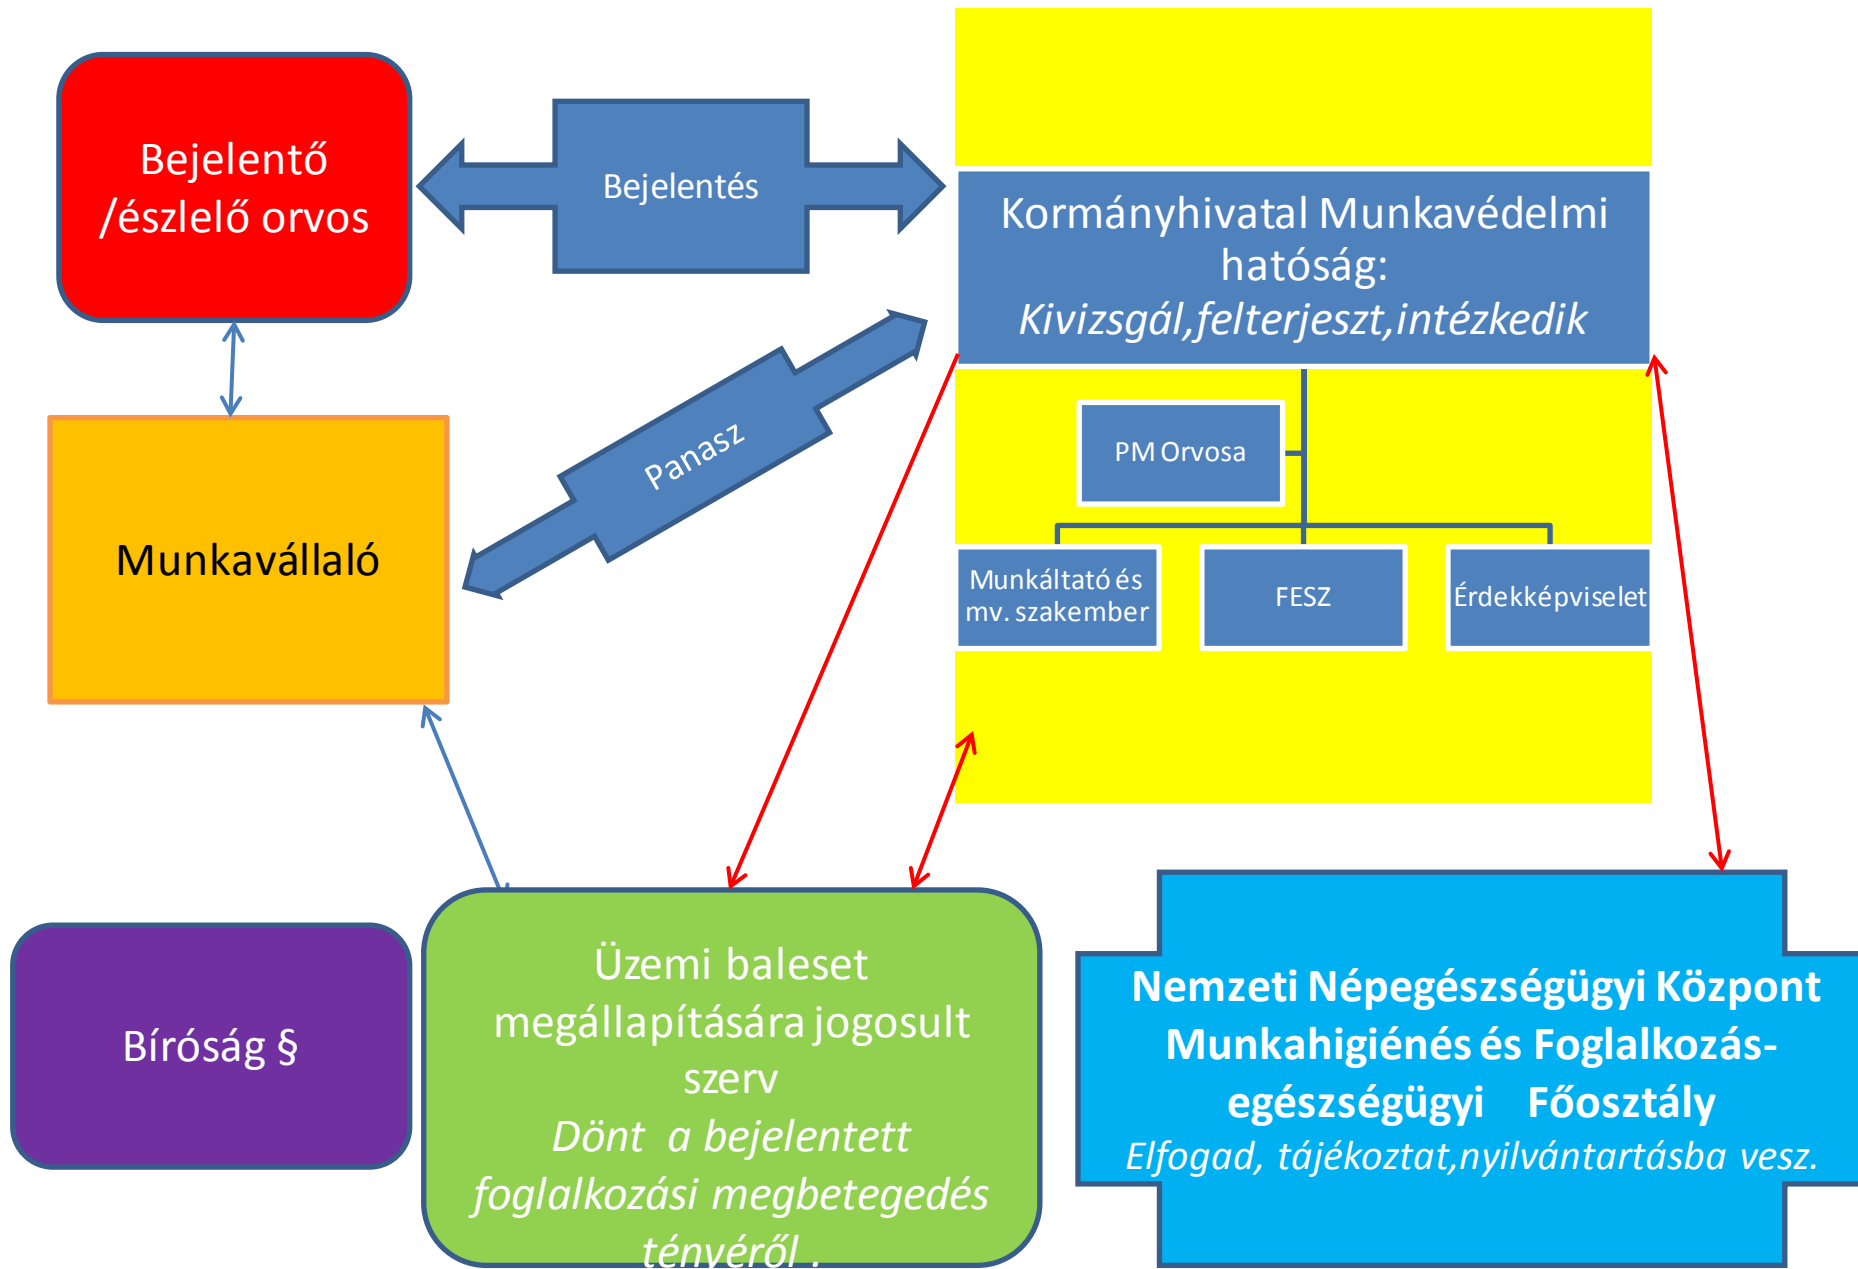 Bejelentő
/észlelő orvos
Bejelentés
Kormányhivatal Munkavédelmi
hatóság:
Kivizsgál,felterjeszt,intézkedik
Panasz
PM Orvosa
Munkavállaló
Munkáltató és
mv. szakember
FESZ
Érdekképviselet
Bíróság §
Üzemi baleset
megállapítására jogosult
szerv
Dönt a bejelentett
foglalkozási megbetegedés
tényéről .
Nemzeti Népegészségügyi Központ
Munkahigiénés és Foglalkozás-
egészségügyi Főosztály
Elfogad, tájékoztat,nyilvántartásba vesz.